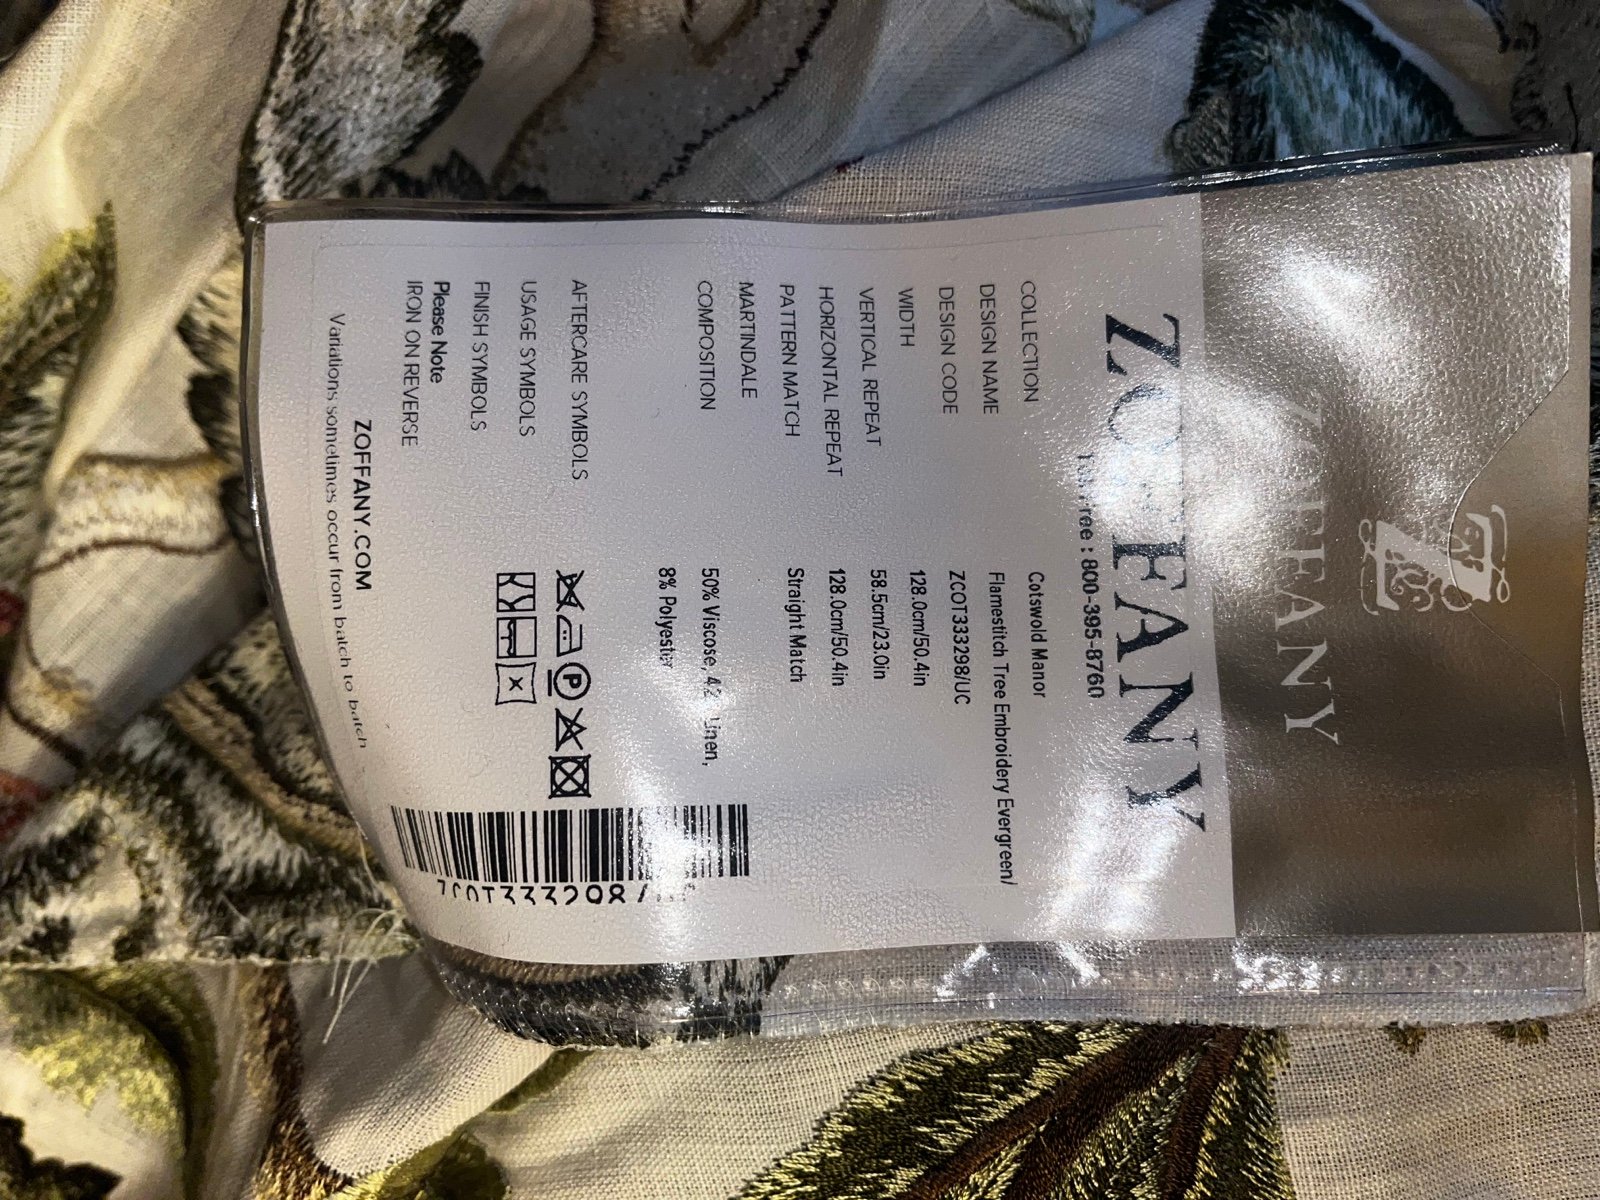 ZOFFANY
ZOFFANY
: 800-395-8760
COLLECTION Cotswold Manor
DESIGN NAME Flamestitch Tree Embroidery Evergreen/
DESIGN CODE ZCOT333298/UC
WIDTH 128.0cm/50.4in
VERTICAL REPEAT 58.5cm/23.0in
HORIZONTAL REPEAT 128.0cm/50.4in
PATTERN MATCH Straight Match
MARTINDALE
COMPOSITION 50% Viscose, Linen,
8% Polyester
AFTERCARE SYMBOLS P
USAGE SYMBOLS
FINISH SYMBOLS
Please Note
IRON ON REVERSE
ZOFFANY.COM
Variations sometimes occur from batch to batch